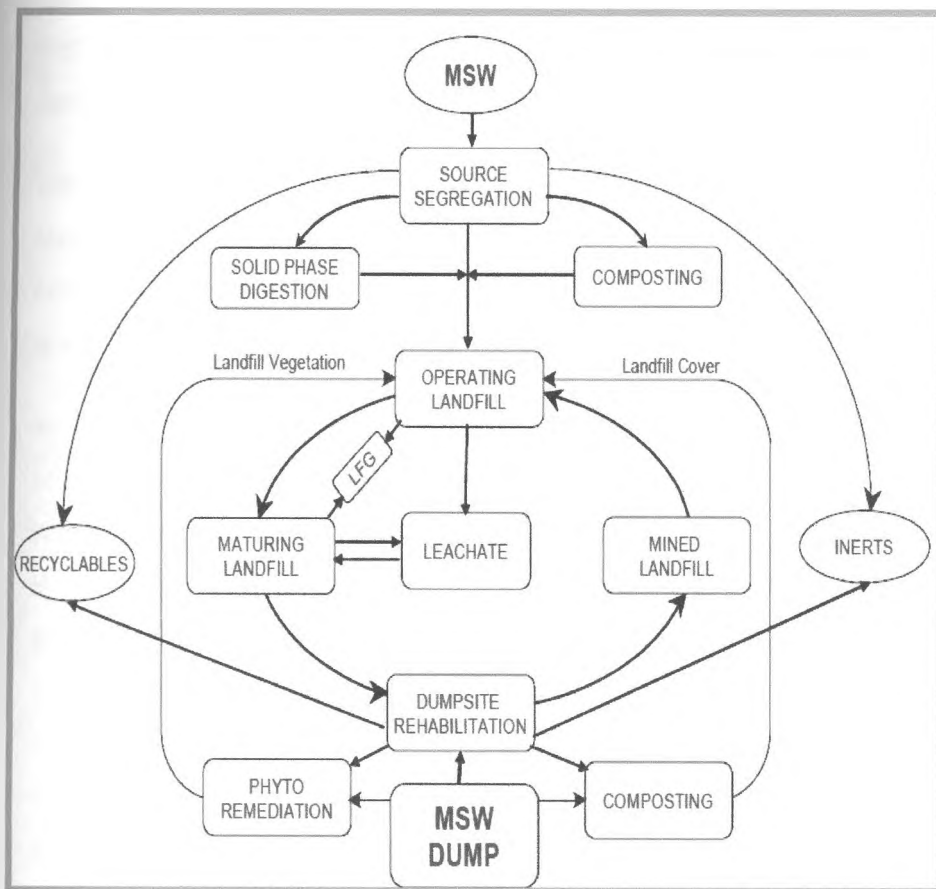 MSW
SOURCE
SEGREGATION
SOLID PHASE
DIGESTION
COMPOSTING
Landfill Vegetation
OPERATING
LANDFILL
Landfill Cover
LFG
MATURING
LANDFILL
LEACHATE
MINED
LANDFILL
RECYCLABLES
INERTS
DUMPSITE
REHABILITATION
PHYTO
REMEDIATION
MSW
DUMP
COMPOSTING